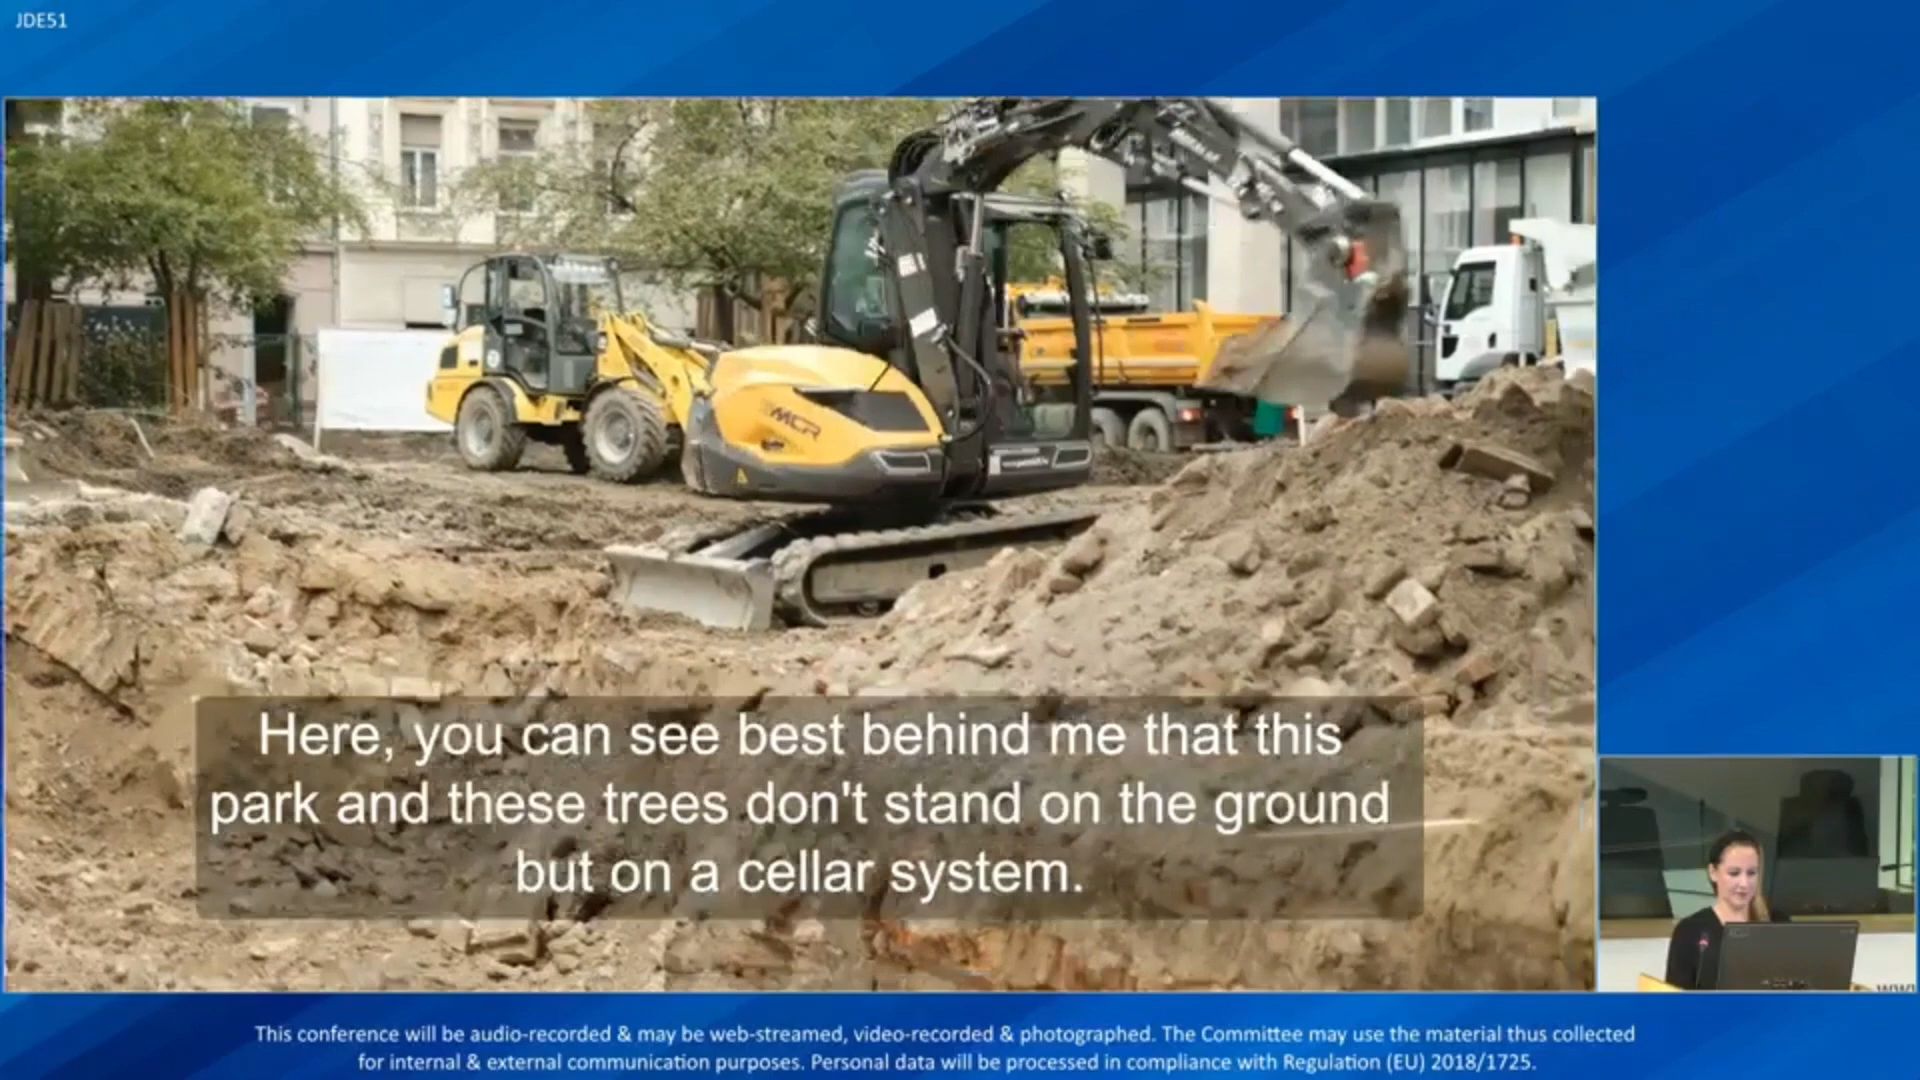 JDE51
MCR
Here, you can see best behind me that this
park and these trees don't stand on the ground
but on a cellar system.
This conference will be audio-recorded & may be web-streamed, video-recorded & photographed. The Committee may use the material thus collected
for internal & external communication purposes. Personal data will be processed in compliance with Regulation (EU) 2018/1725.